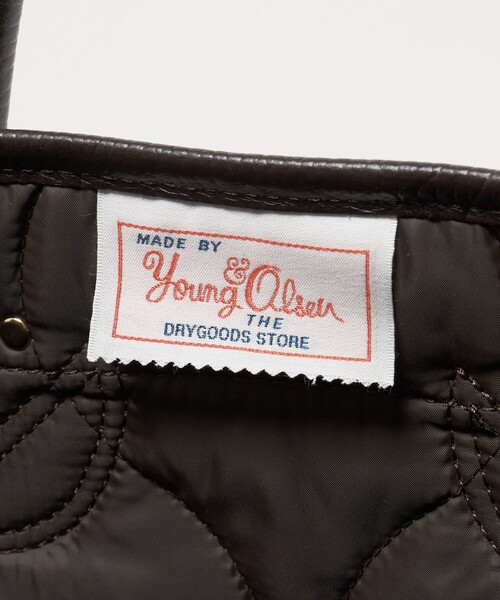 MADE BY
Young & Olsen
THE
DRYGOODS STORE